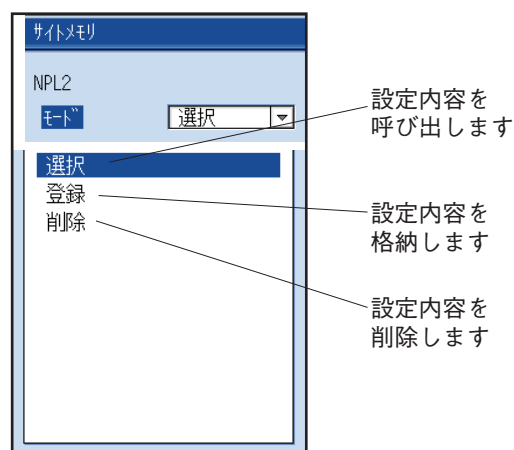 サイトメモリ
NPL2
モード
選択
選択
登録
削除
設定内容を
呼び出します
設定内容を
格納します
設定内容を
削除します